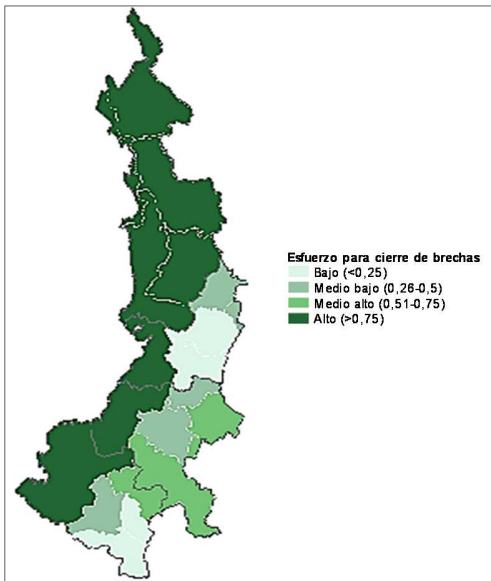 Esfuerzo para cierre de brechas
Bajo (<0,25)
Medio bajo (0,26-0,5)
Medio alto (0,51-0,75)
Alto (>0,75)